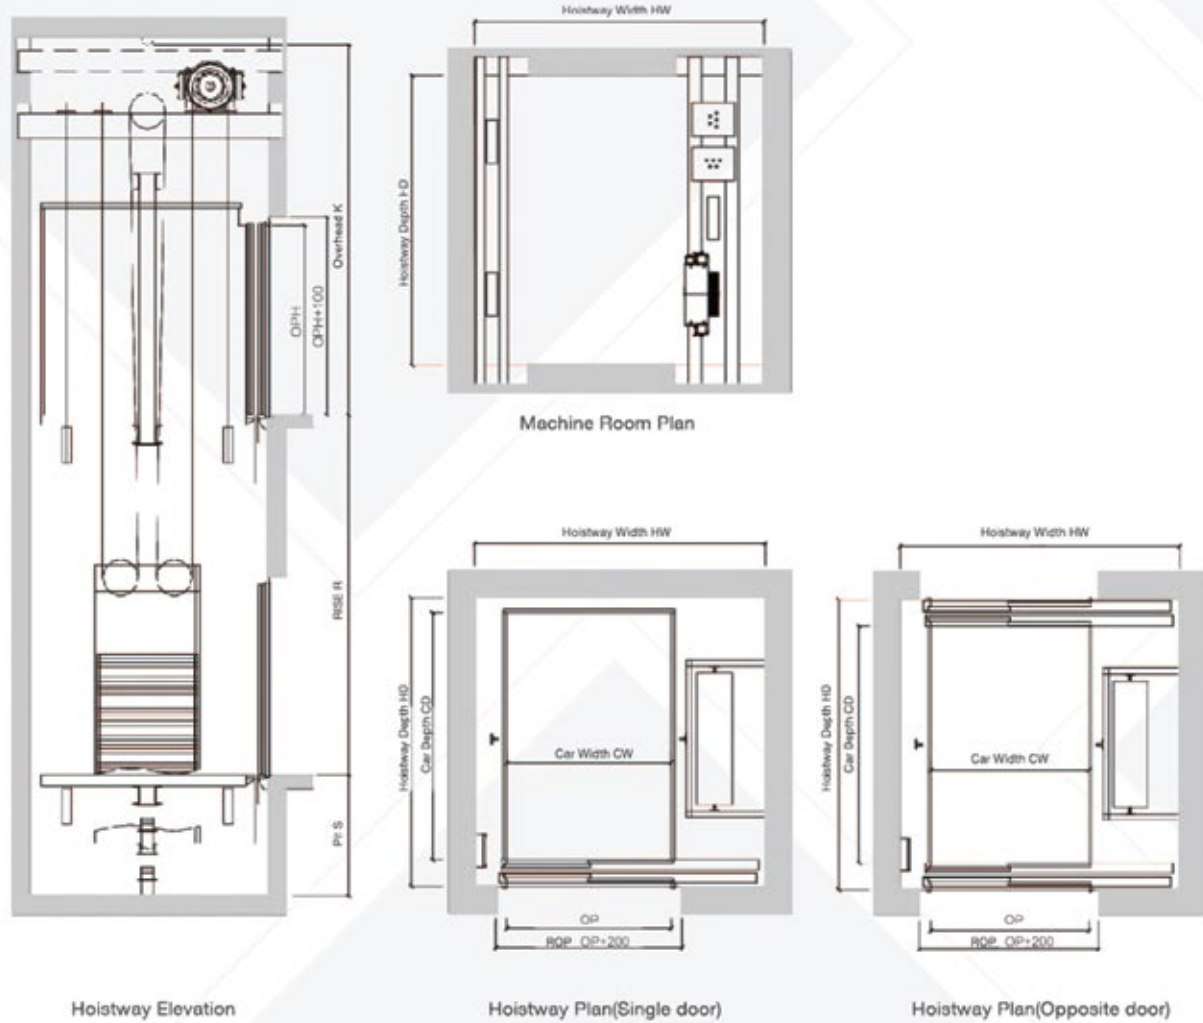 Hoistway Width HW
Hoistway Depth HD
Overhead K
OPH
OPH+100
Machine Room Plan
RISE R
Pit S
Hoistway Width HW
Hoistway Depth HD
Car Depth CD
Car Width CW
OP
ROP OP+200
Hoistway Width HW
Hoistway Depth HD
Car Depth CD
Car Width CW
OP
ROP OP+200
Hoistway Elevation
Hoistway Plan(Single door)
Hoistway Plan(Opposite door)